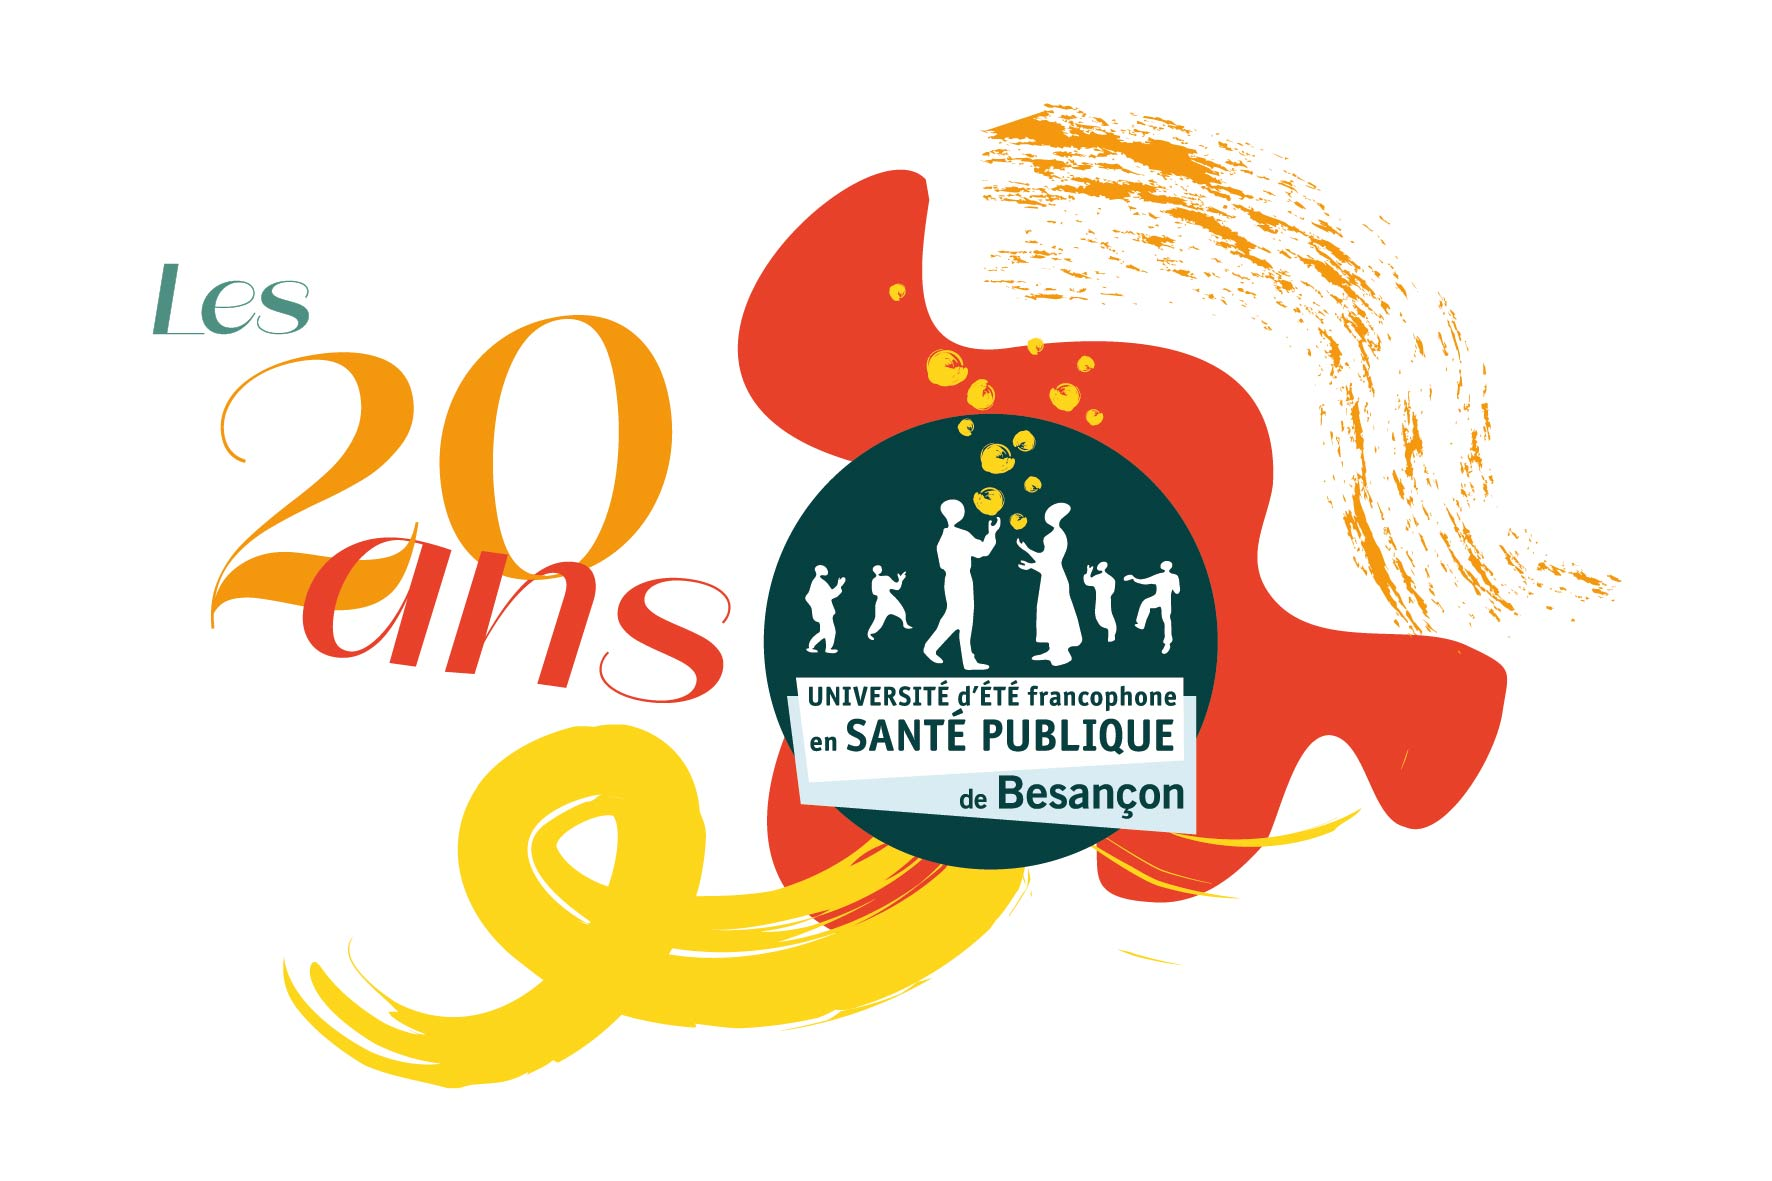 Les
20
ans
UNIVERSITÉ d'ÉTÉ francophone
en SANTÉ PUBLIQUE
de Besançon